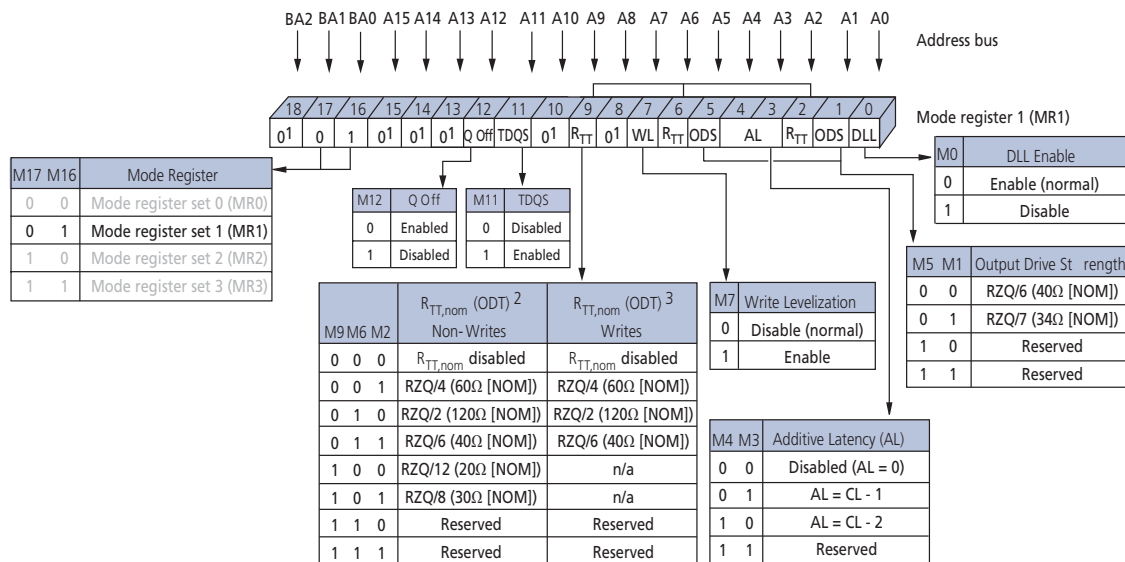 BA2 BA1 BA0 A15 A14 A13 A12 A11 A10 A9 A8 A7 A6 A5 A4 A3 A2 A1 A0
Address bus
18 17 16 15 14 13 12 11 10 9 8 7 6 5 4 3 2 1 0
0¹ 0 1 0¹ 0¹ 0¹ Q Off TDQS 0¹ RTT 0¹ WL RTT ODS AL RTT ODS DLL
Mode register 1 (MR1)
M17 M16 Mode Register
0 0 Mode register set 0 (MR0)
0 1 Mode register set 1 (MR1)
1 0 Mode register set 2 (MR2)
1 1 Mode register set 3 (MR3)
M12 Q Off
0 Enabled
1 Disabled
M11 TDQS
0 Disabled
1 Enabled
M0 DLL Enable
0 Enable (normal)
1 Disable
M5 M1 Output Drive St rength
0 0 RZQ/6 (40Ω [NOM])
0 1 RZQ/7 (34Ω [NOM])
1 0 Reserved
1 1 Reserved
M9 M6 M2 RTT,nom (ODT) 2 Non-Writes RTT,nom (ODT) 3 Writes
0 0 0 RTT,nom disabled RTT,nom disabled
0 0 1 RZQ/4 (60Ω [NOM]) RZQ/4 (60Ω [NOM])
0 1 0 RZQ/2 (120Ω [NOM]) RZQ/2 (120Ω [NOM])
0 1 1 RZQ/6 (40Ω [NOM]) RZQ/6 (40Ω [NOM])
1 0 0 RZQ/12 (20Ω [NOM]) n/a
1 0 1 RZQ/8 (30Ω [NOM]) n/a
1 1 0 Reserved Reserved
1 1 1 Reserved Reserved
M7 Write Levelization
0 Disable (normal)
1 Enable
M4 M3 Additive Latency (AL)
0 0 Disabled (AL = 0)
0 1 AL = CL - 1
1 0 AL = CL - 2
1 1 Reserved